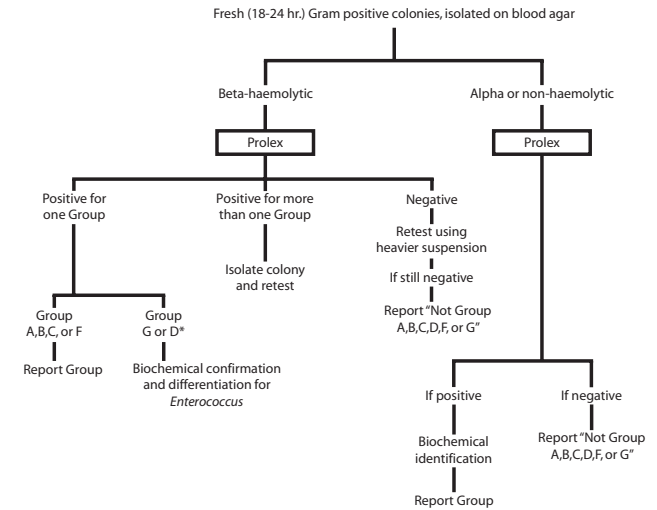 Fresh (18-24 hr.) Gram positive colonies, isolated on blood agar
Beta-haemolytic
Alpha or non-haemolytic
Prolex
Prolex
Positive for
one Group
Positive for more
than one Group
Negative
Retest using
heavier suspension
Isolate colony
and retest
If still negative
Report “Not Group
A,B,C,D,F, or G”
Group
A,B,C, or F
Group
G or D*
Report Group
Biochemical confirmation
and differentiation for
Enterococcus
If positive
If negative
Biochemical
identification
Report “Not Group
A,B,C,D,F, or G”
Report Group